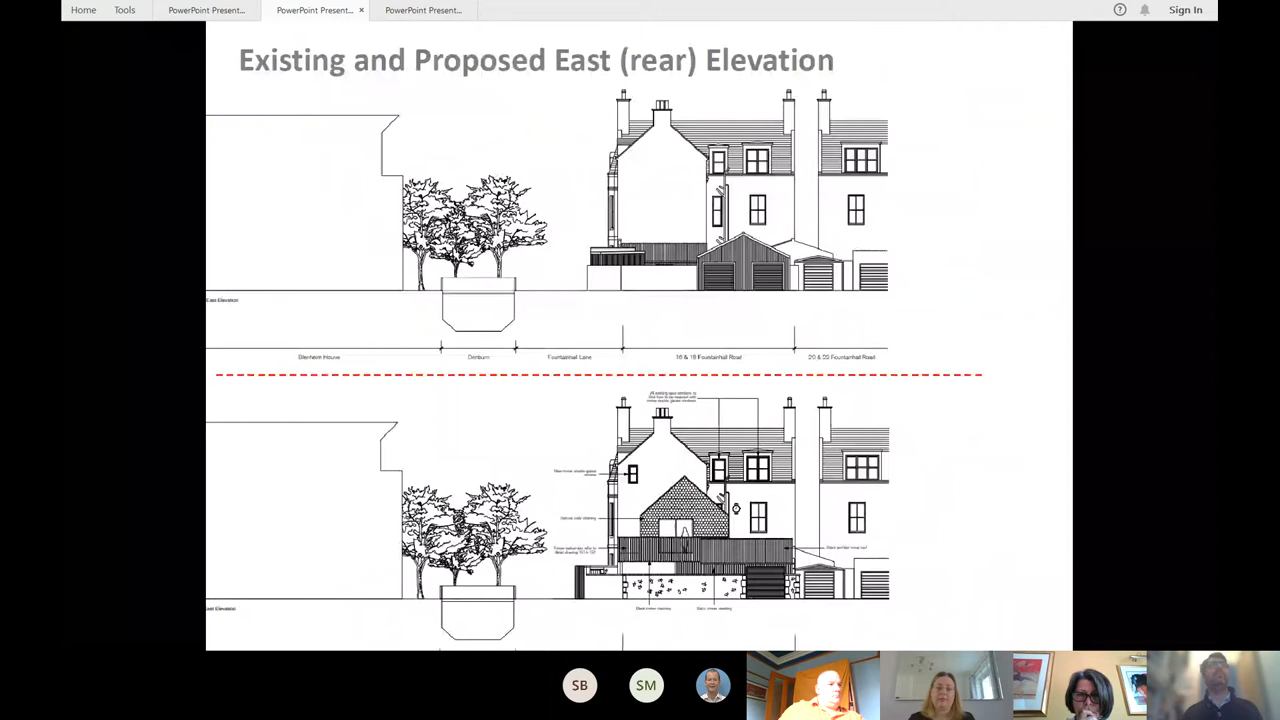 Home
Tools
PowerPoint Present...
PowerPoint Present...
×
PowerPoint Present...
?
Sign In
Existing and Proposed East (rear) Elevation
East Elevation
Blenheim House
Denburn
Fountainhall Lane
16 & 18 Fountainhall Road
20 & 22 Fountainhall Road
East Elevation
SB
SM